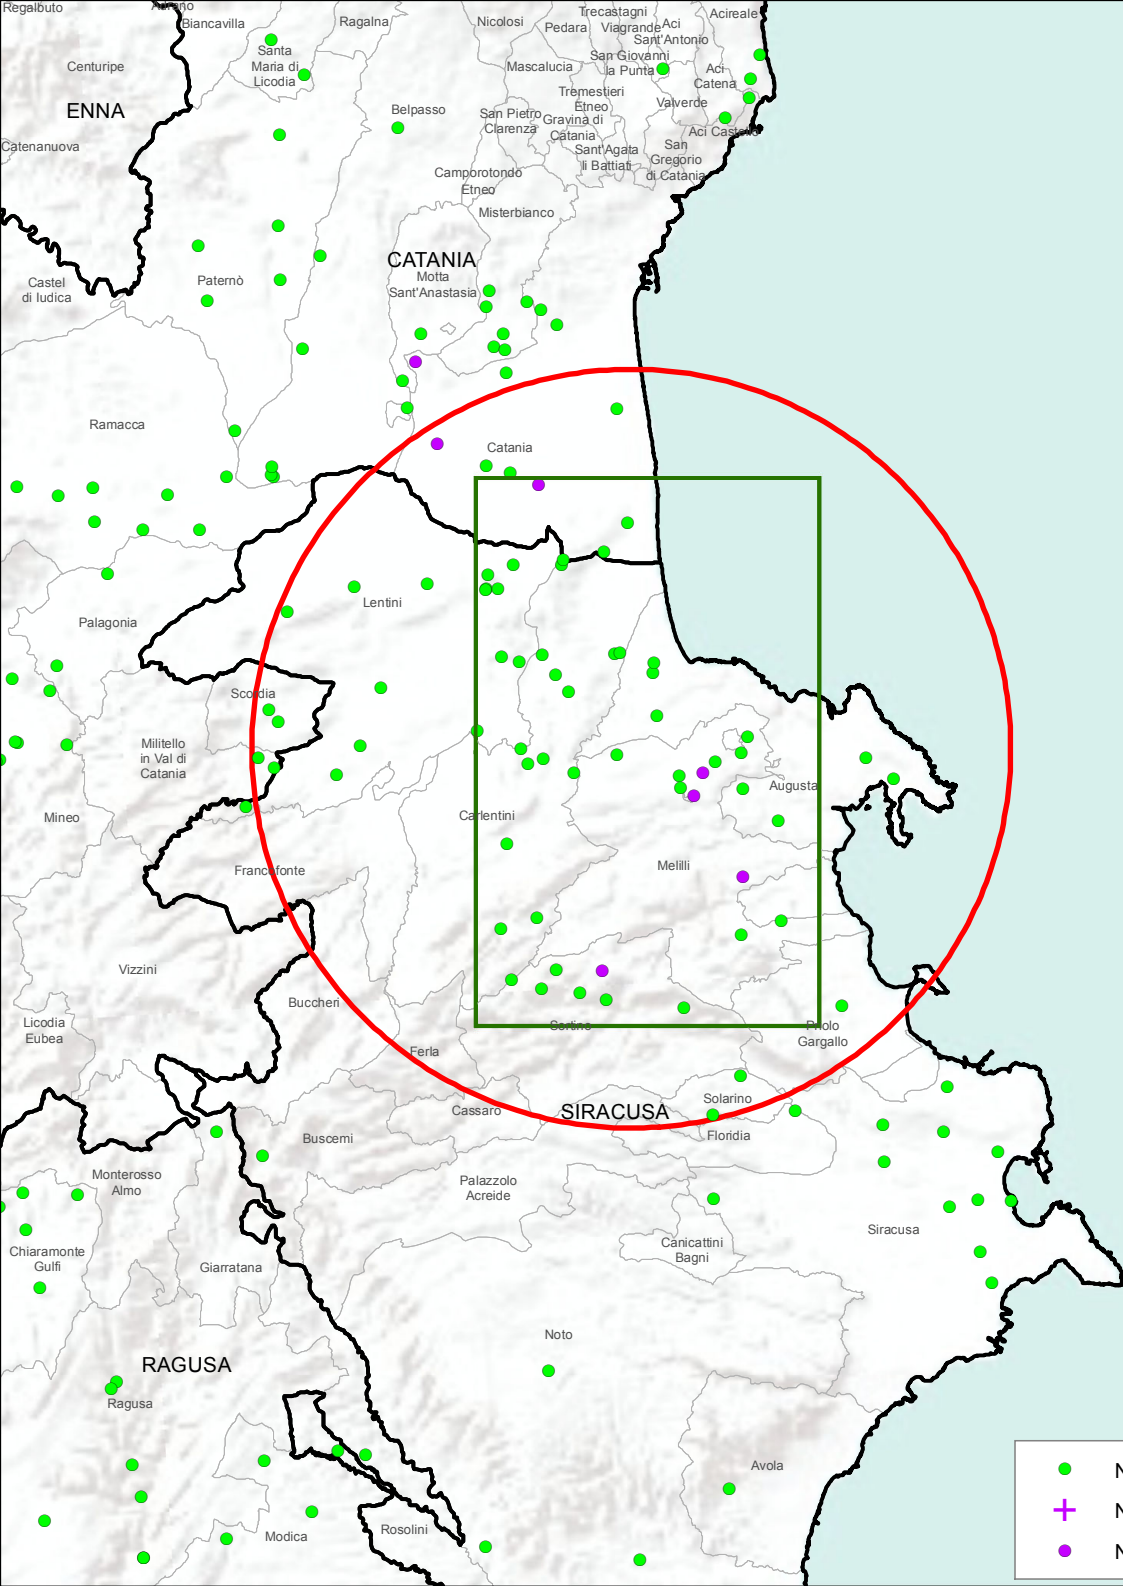 Regalbuto
Adrano
Biancavilla
Ragalna
Nicolosi
Trecastagni
Pedara
Viagrande
Aci
Sant'Antonio
Acireale
Centuripe
Santa
Maria di
Licodia
Mascalucia
San Giovanni
la Punta
Aci
Catena
ENNA
Belpasso
San Pietro
Clarenza
Tremestieri
Etneo
Gravina di
Catania
Valverde
Aci Castello
Catenanuova
Sant'Agata
li Battiati
San
Gregorio
di Catania
Camporotondo
Etneo
Misterbianco
CATANIA
Castel
di Iudica
Paternò
Motta
Sant'Anastasia
Ramacca
Catania
Lentini
Palagonia
Scordia
Militello
in Val di
Catania
Augusta
Mineo
Carlentini
Francofonte
Melilli
Vizzini
Buccheri
Licodia
Eubea
Sortino
Priolo
Gargallo
Ferla
Cassaro
Solarino
SIRACUSA
Floridia
Buscemi
Monterosso
Almo
Palazzolo
Acreide
Siracusa
Canicattini
Bagni
Chiaramonte
Gulfi
Giarratana
Noto
RAGUSA
Ragusa
Avola
Modica
Rosolini
N
N
N